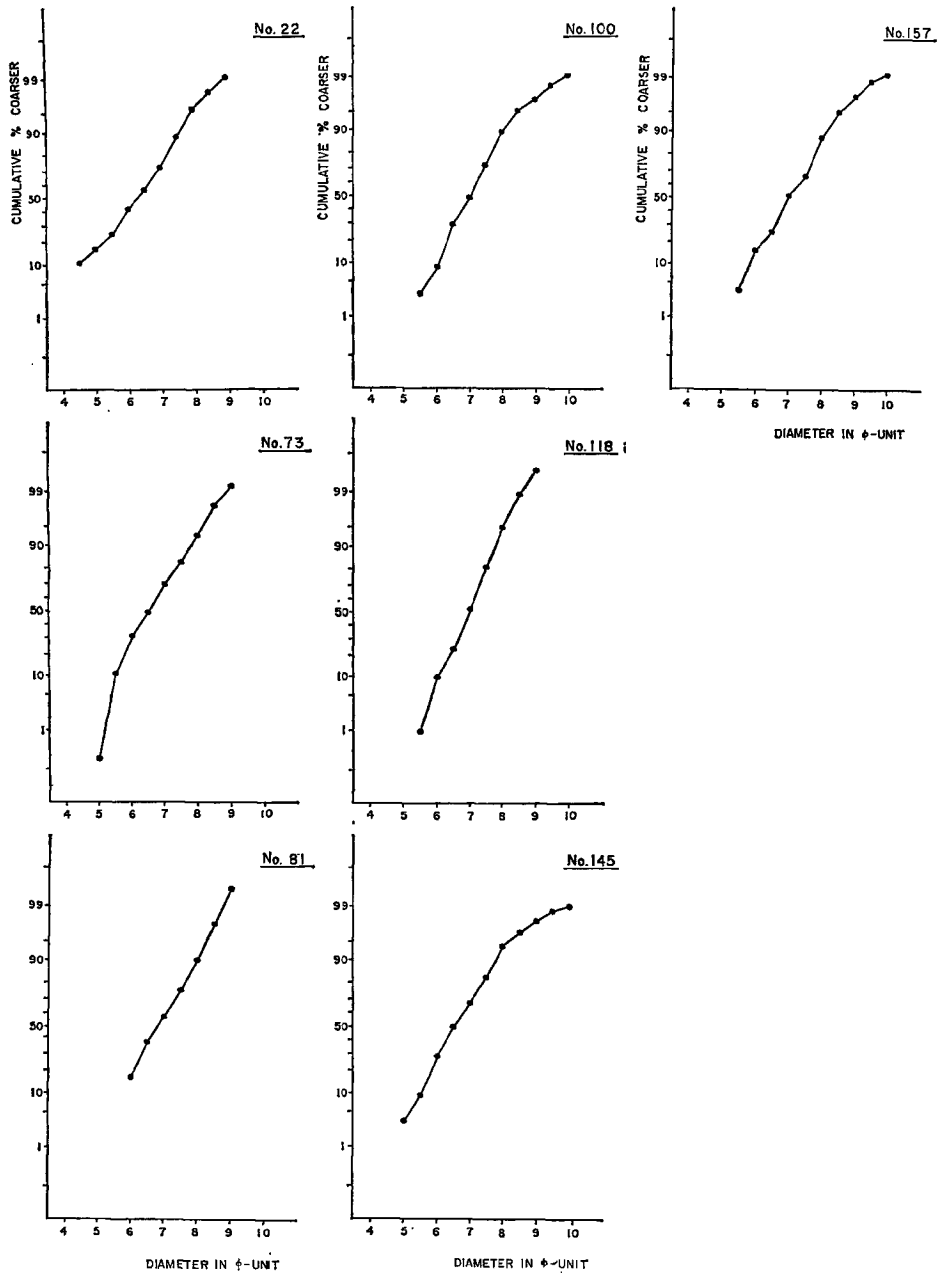 No. 22
CUMULATIVE % COARSER
99
90
50
10
1
4 5 6 7 8 9 10
No. 100
CUMULATIVE % COARSER
99
90
50
10
1
4 5 6 7 8 9 10
No. 157
CUMULATIVE % COARSER
99
90
50
10
1
4 5 6 7 8 9 10
DIAMETER IN ϕ-UNIT
No. 73
99
90
50
10
1
4 5 6 7 8 9 10
No. 118
99
90
50
10
1
4 5 6 7 8 9 10
No. 81
99
90
50
10
1
4 5 6 7 8 9 10
DIAMETER IN ϕ-UNIT
No. 145
99
90
50
10
1
4 5 6 7 8 9 10
DIAMETER IN ϕ-UNIT